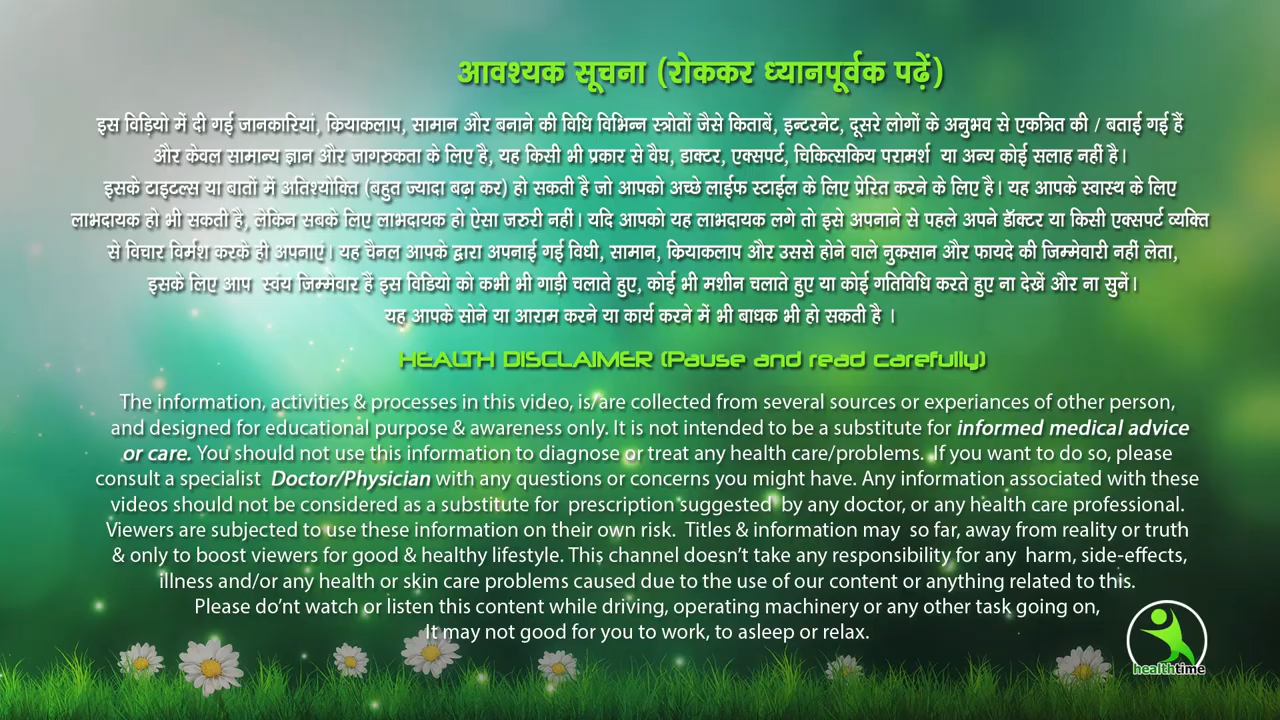 आवश्यक सूचना (रोककर ध्यानपूर्वक पढ़ें)
इस विड़ियो में दी गई जानकारियां, क्रियाकलाप, सामान और बनाने की विधि विभिन्न स्त्रोतों जैसे किताबें, इन्टरनेट, दूसरे लोगों के अनुभव से एकत्रित की / बताई गई हैं
और केवल सामान्य ज्ञान और जागरुकता के लिए है, यह किसी भी प्रकार से वैघ, डाक्टर, एक्सपर्ट, चिकित्सकिय परामर्श या अन्य कोई सलाह नहीं है।
इसके टाइटल्स या बातों में अतिश्योक्ति (बहुत ज्यादा बढ़ा कर) हो सकती है जो आपको अच्छे लाईफ स्टाईल के लिए प्रेरित करने के लिए है। यह आपके स्वास्थ के लिए
लाभदायक हो भी सकती है, लेकिन सबके लिए लाभदायक हो ऐसा जरुरी नहीं। यदि आपको यह लाभदायक लगे तो इसे अपनाने से पहले अपने डॉक्टर या किसी एक्सपर्ट व्यक्ति
से विचार विर्मश करके ही अपनाएं। यह चैनल आपके द्वारा अपनाई गई विधी, सामान, क्रियाकलाप और उससे होने वाले नुकसान और फायदे की जिम्मेवारी नहीं लेता,
इसके लिए आप स्वंय जिम्मेवार हैं इस विडियो को कभी भी गाड़ी चलाते हुए, कोई भी मशीन चलाते हुए या कोई गतिविधि करते हुए ना देखें और ना सुनें।
यह आपके सोने या आराम करने या कार्य करने में भी बाधक भी हो सकती है ।
HEALTH DISCLAIMER (Pause and read carefully)
The information, activities & processes in this video, is/are collected from several sources or experiances of other person,
and designed for educational purpose & awareness only. It is not intended to be a substitute for informed medical advice
or care. You should not use this information to diagnose or treat any health care/problems. If you want to do so, please
consult a specialist Doctor/Physician with any questions or concerns you might have. Any information associated with these
videos should not be considered as a substitute for prescription suggested by any doctor, or any health care professional.
Viewers are subjected to use these information on their own risk. Titles & information may so far, away from reality or truth
& only to boost viewers for good & healthy lifestyle. This channel doesn't take any responsibility for any harm, side-effects,
illness and/or any health or skin care problems caused due to the use of our content or anything related to this.
Please do'nt watch or listen this content while driving, operating machinery or any other task going on,
It may not good for you to work, to asleep or relax.
healthtime